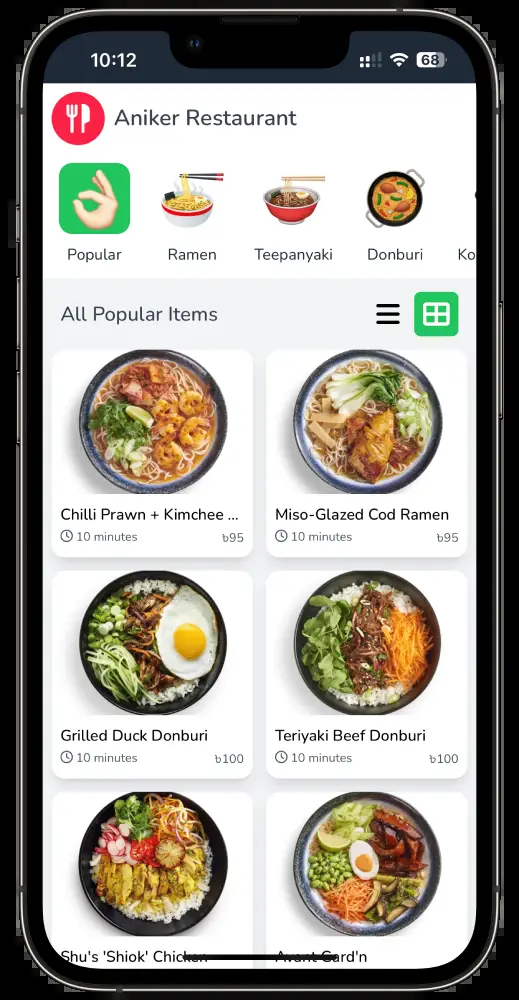 10:12
68
Aniker Restaurant
Popular
Ramen
Teepanyaki
Donburi
Ko
All Popular Items
Chilli Prawn + Kimchee ...
10 minutes
৳95
Miso-Glazed Cod Ramen
10 minutes
৳95
Grilled Duck Donburi
10 minutes
৳100
Teriyaki Beef Donburi
10 minutes
৳100
Shu's 'Shiok' Chicken
Avant Gard'n